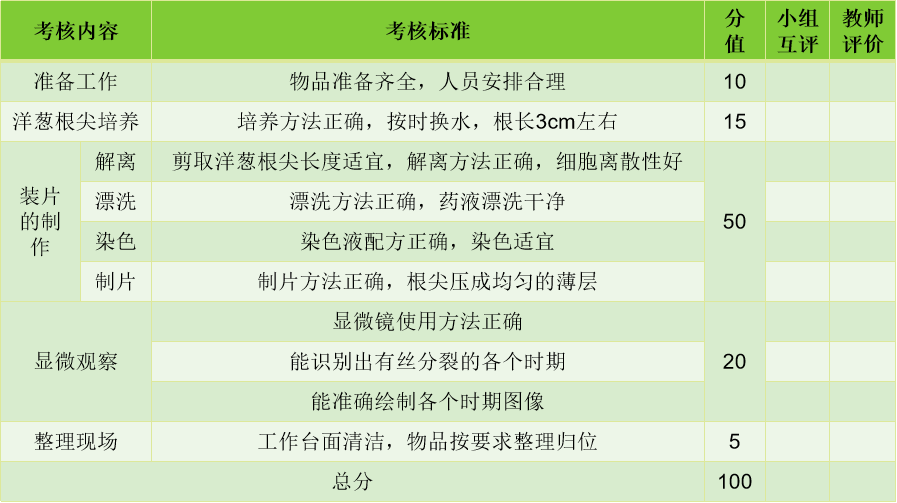 考核内容 考核标准 分值 小组互评 教师评价
准备工作 物品准备齐全，人员安排合理 10
洋葱根尖培养 培养方法正确，按时换水，根长3cm左右 15
装片的制作 解离 剪取洋葱根尖长度适宜，解离方法正确，细胞离散性好 50
漂洗 漂洗方法正确，药液漂洗干净
染色 染色液配方正确，染色适宜
制片 制片方法正确，根尖压成均匀的薄层
显微观察 显微镜使用方法正确 20
能识别出有丝分裂的各个时期
能准确绘制各个时期图像
整理现场 工作台面清洁，物品按要求整理归位 5
总分 100